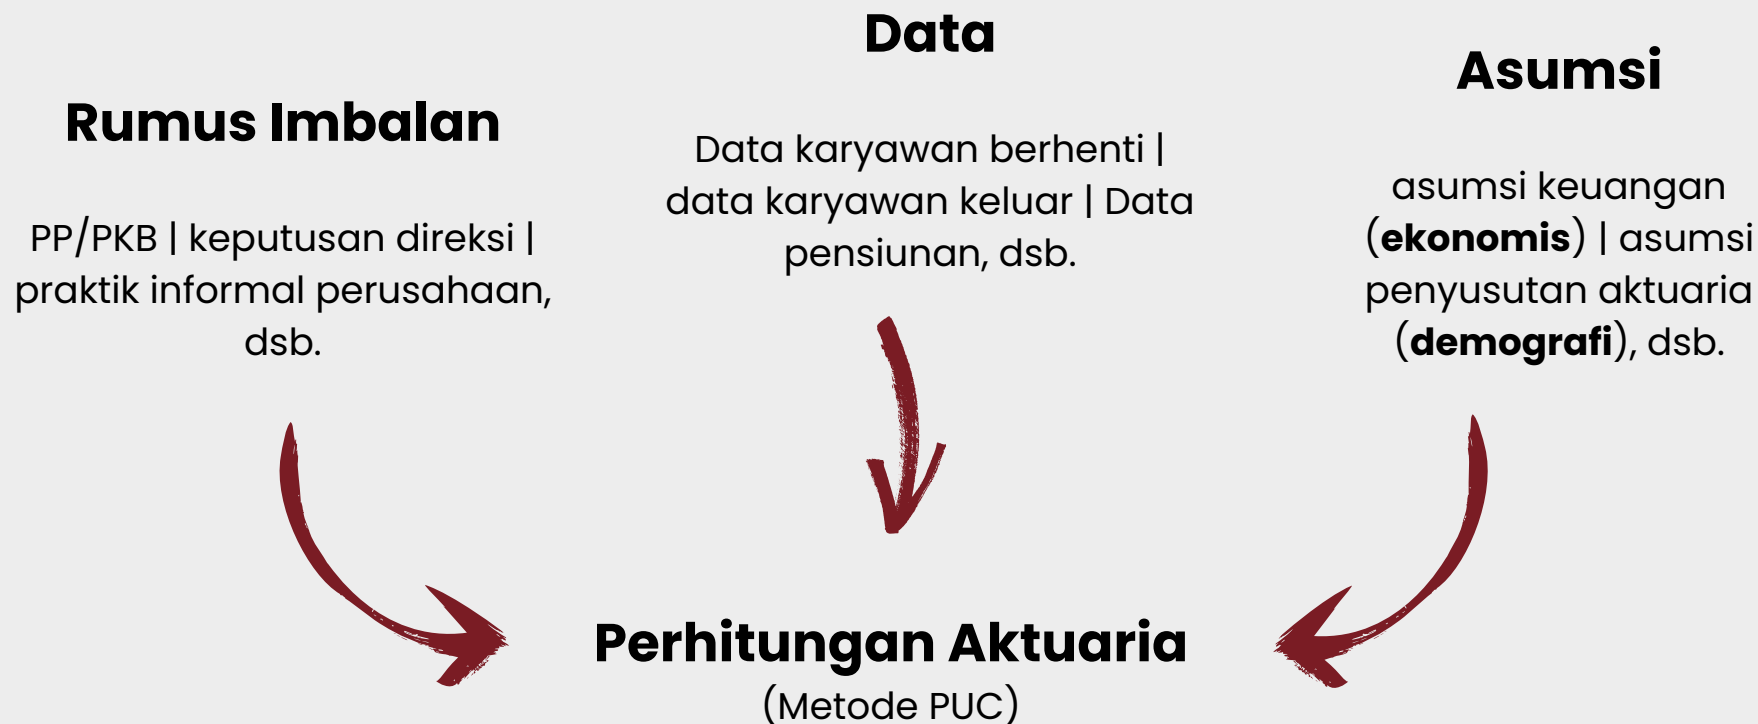 Rumus Imbalan
PP/PKB | keputusan direksi |
praktik informal perusahaan,
dsb.
Data
Data karyawan berhenti |
data karyawan keluar | Data
pensiunan, dsb.
Asumsi
asumsi keuangan
(ekonomis) | asumsi
penyusutan aktuaria
(demografi), dsb.
Perhitungan Aktuaria
(Metode PUC)